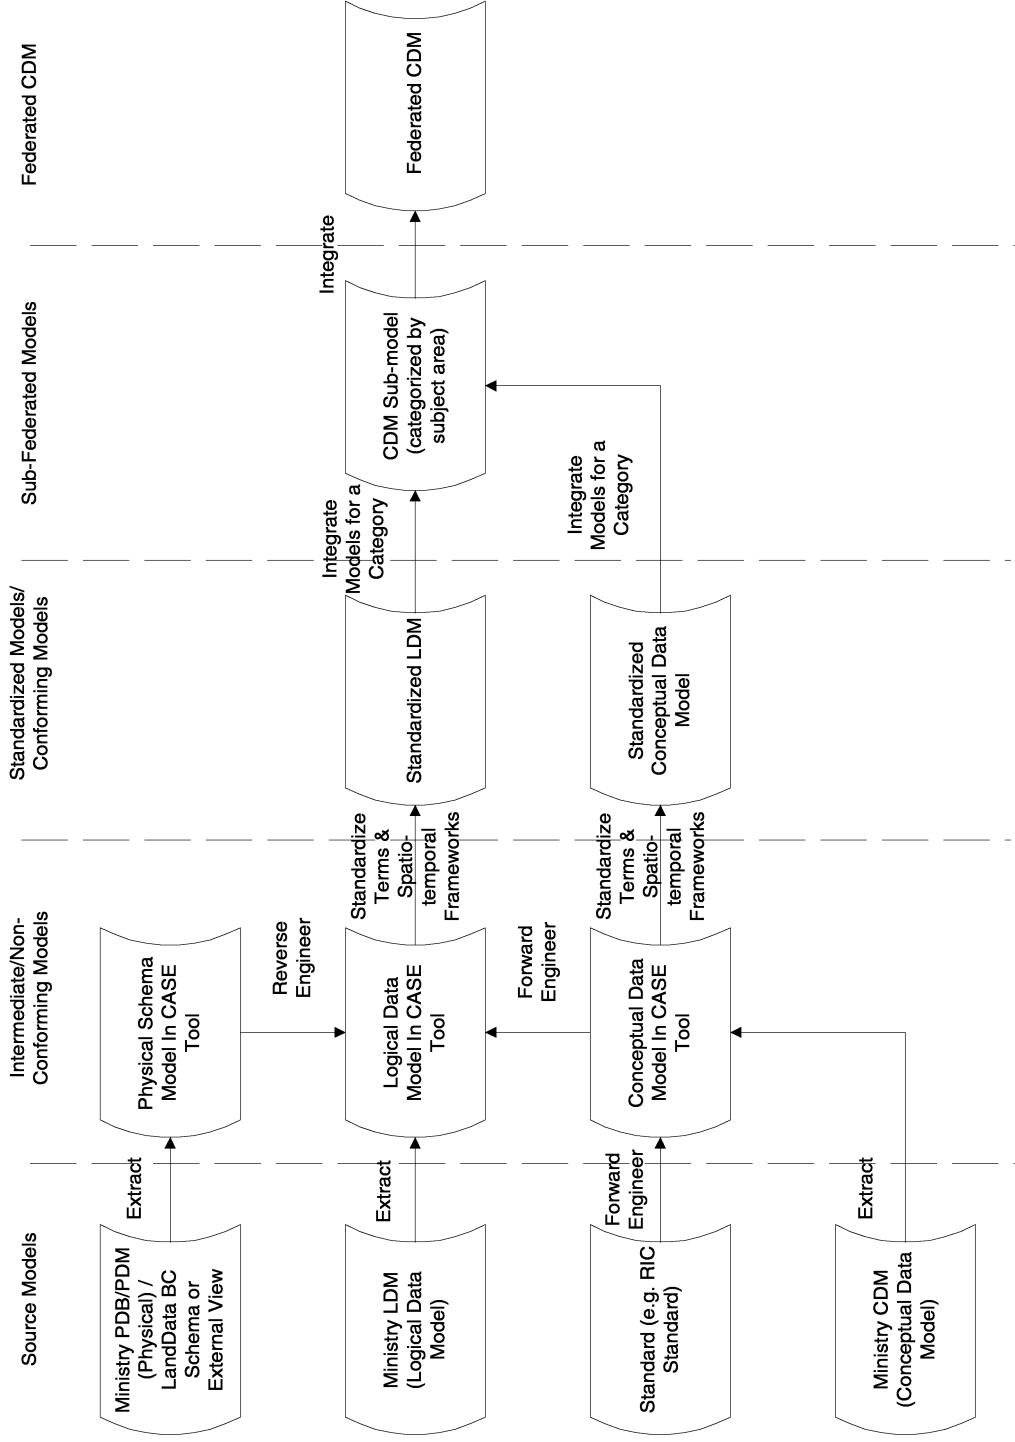 Source Models
Intermediate/Non-
Conforming Models
Standardized Models/
Conforming Models
Sub-Federated Models
Federated CDM
Ministry PDB/PDM
(Physical) /
LandData BC
Schema or
External View
Extract
Physical Schema
Model In CASE
Tool
Reverse
Engineer
Ministry LDM
(Logical Data
Model)
Extract
Logical Data
Model In CASE
Tool
Standardize
Terms &
Spatio-
temporal
Frameworks
Standardized LDM
Integrate
Models for a
Category
CDM Sub-model
(categorized by
subject area)
Integrate
Federated CDM
Forward
Engineer
Standard (e.g. RIC
Standard)
Forward
Engineer
Conceptual Data
Model In CASE
Tool
Standardize
Terms &
Spatio-
temporal
Frameworks
Standardized
Conceptual Data
Model
Integrate
Models for a
Category
Ministry CDM
(Conceptual Data
Model)
Extract